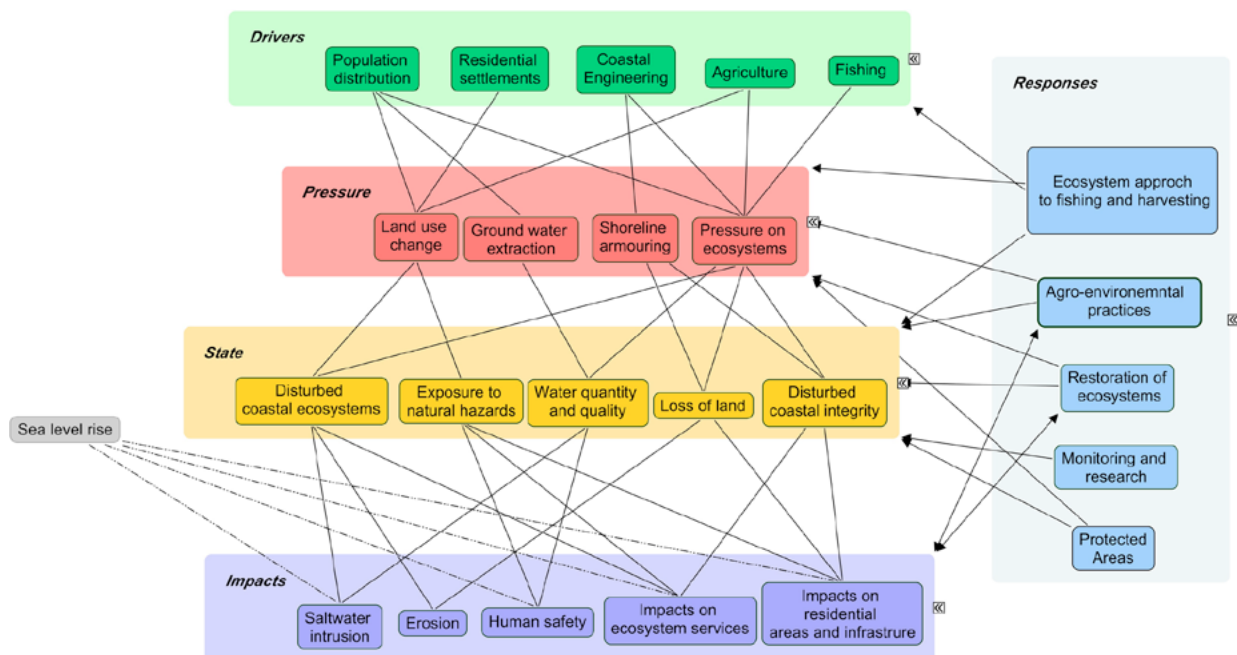 Drivers
Population
distribution
Residential
settlements
Coastal
Engineering
Agriculture
Fishing
Responses
Ecosystem approch
to fishing and harvesting
Pressure
Land use
change
Ground water
extraction
Shoreline
armouring
Pressure on
ecosystems
Agro-environemntal
practices
State
Disturbed
coastal ecosystems
Exposure to
natural hazards
Water quantity
and quality
Loss of land
Disturbed
coastal integrity
Restoration of
ecosystems
Sea level rise
Monitoring and
research
Protected
Areas
Impacts
Saltwater
intrusion
Erosion
Human safety
Impacts on
ecosystem services
Impacts on
residential
areas and infrastrure